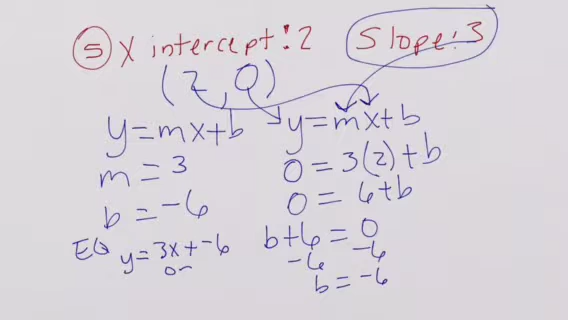 5 X intercept: 2 Slope: 3
(2, 0)
y=mx+b
m=3
b=-6
EQ y=3x+-6
or
y=mx+b
0=3(2)+b
0=6+b
b+6=0
-6 -6
b=-6